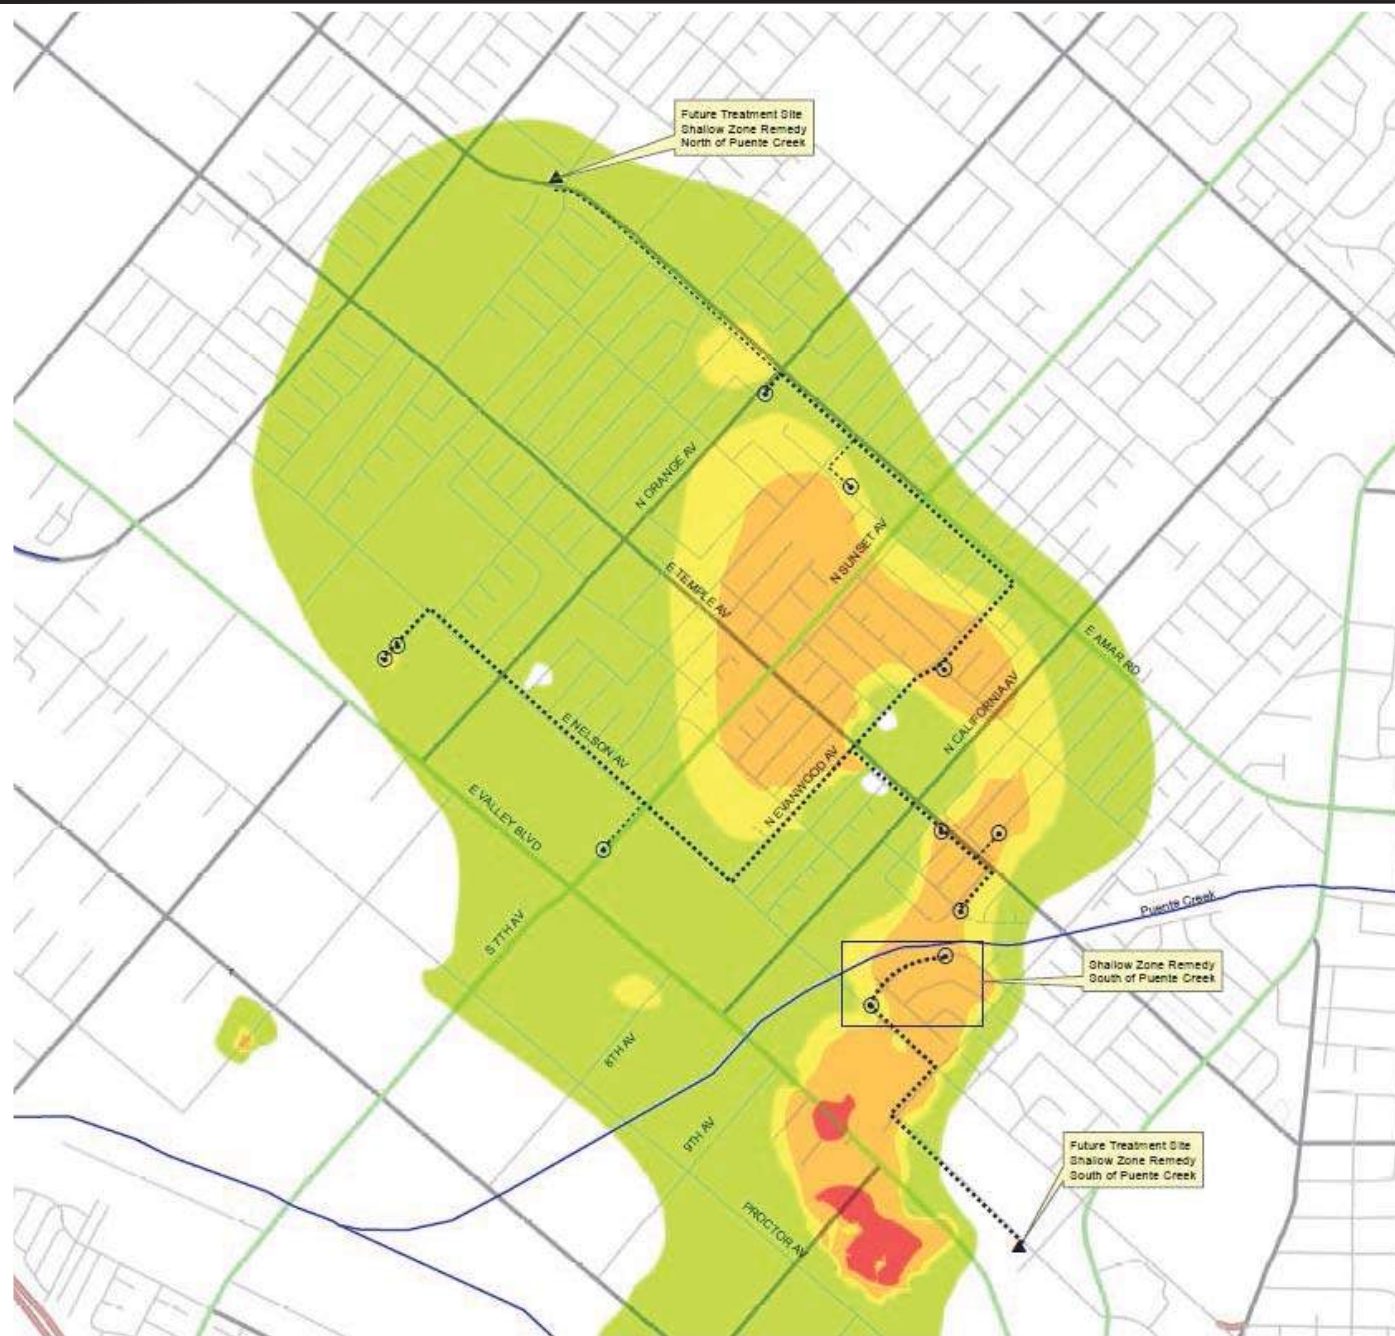 Future Treatment Site
Shallow Zone Remedy
North of Puente Creek
N ORANGE AV
N SUNSET AV
E TEMPLE AV
E AMAR RD
N CALIFORNIA AV
E NELSON AV
N EVANWOOD AV
E VALLEY BLVD
Puente Creek
S 7TH AV
Shallow Zone Remedy
South of Puente Creek
8TH AV
9TH AV
Future Treatment Site
Shallow Zone Remedy
South of Puente Creek
PROCTOR AV